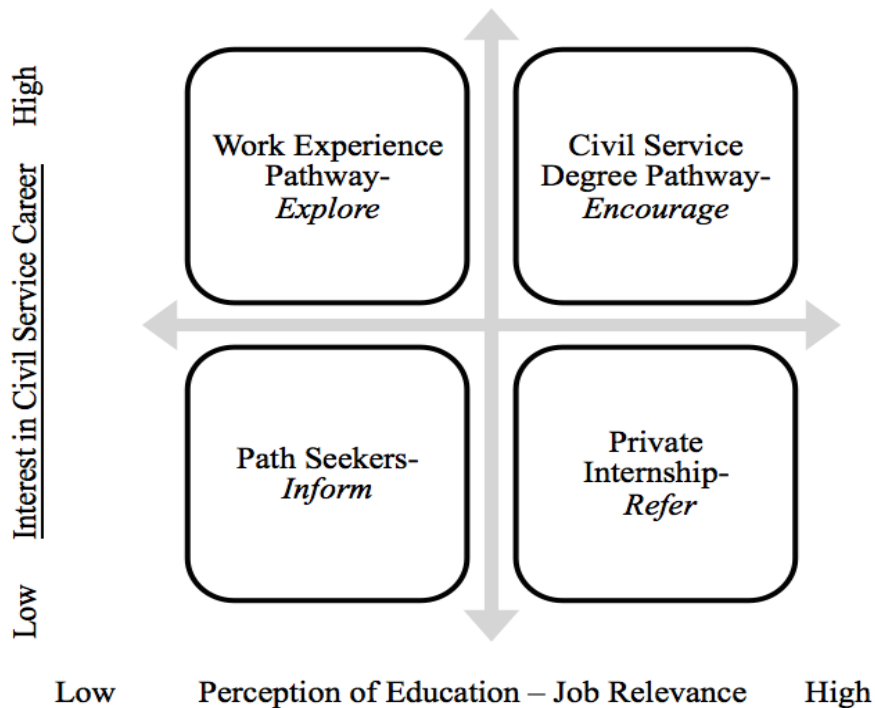 High
Interest in Civil Service Career
Low
Work Experience
Pathway-
Explore
Civil Service
Degree Pathway-
Encourage
Path Seekers-
Inform
Private
Internship-
Refer
Low Perception of Education – Job Relevance High